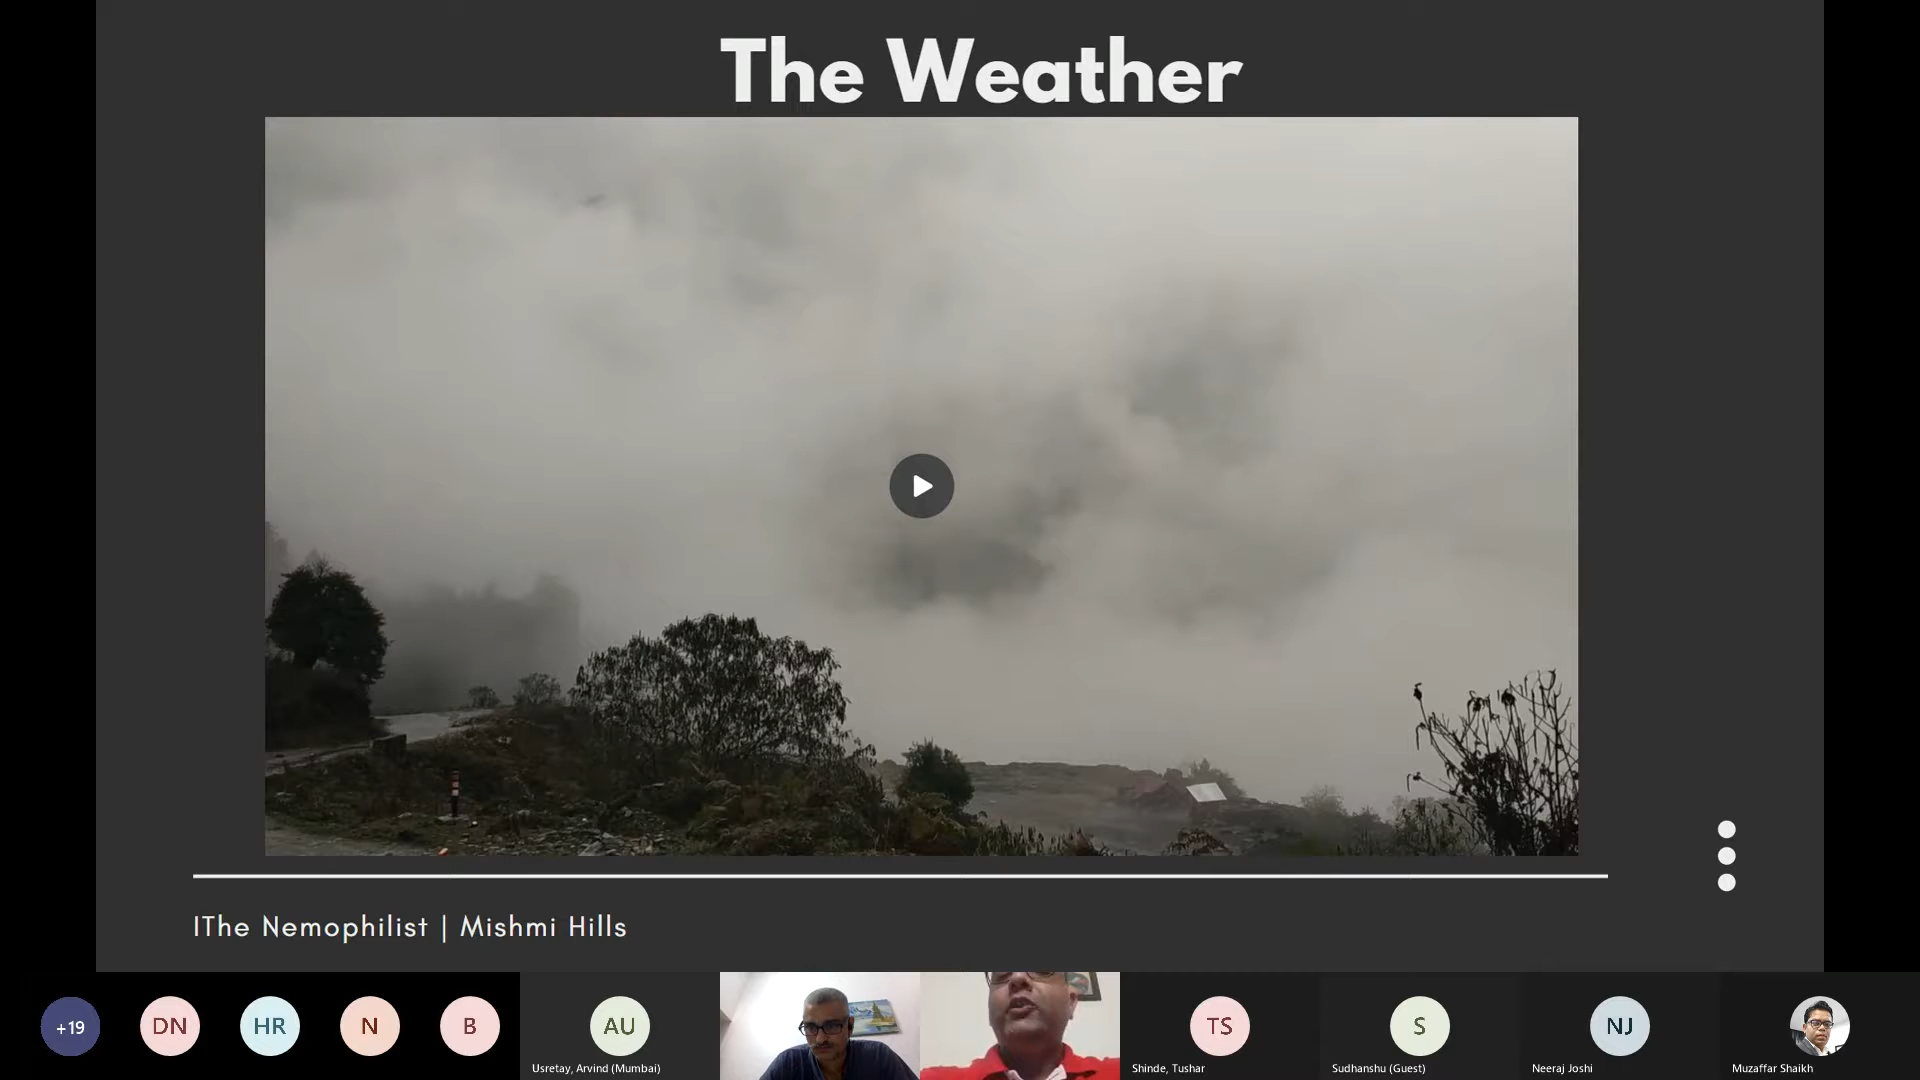 The Weather
IThe Nemophilist | Mishmi Hills
+19
DN
HR
N
B
AU
TS
S
NJ
Usretay, Arvind (Mumbai)
Shinde, Tushar
Sudhanshu (Guest)
Neeraj Joshi
Muzaffar Shaikh